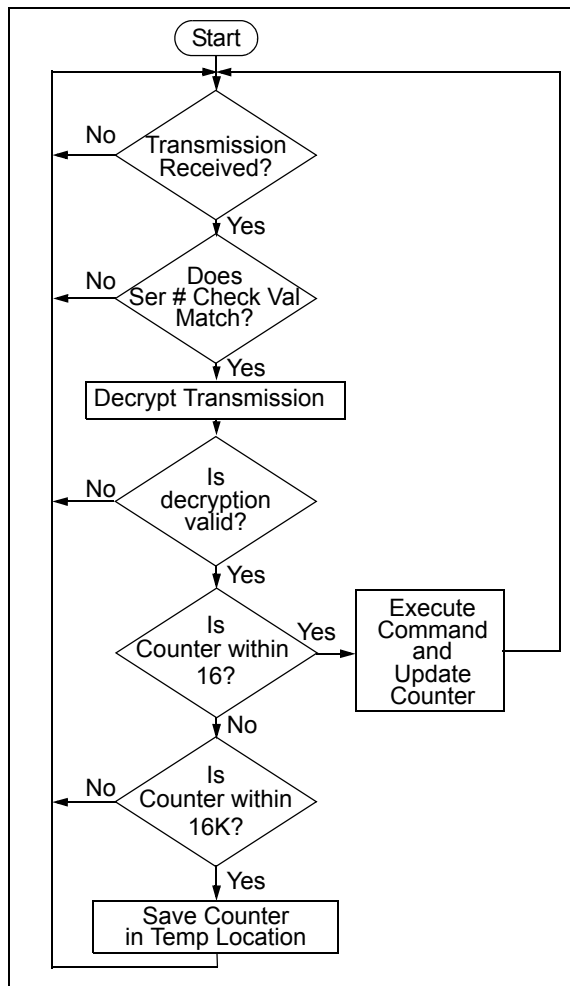 Start
No
Transmission
Received?
Yes
No
Does
Ser # Check Val
Match?
Yes
Decrypt Transmission
No
Is
decryption
valid?
Yes
Is
Counter within
16?
Yes
Execute
Command
and
Update
Counter
No
No
Is
Counter within
16K?
Yes
Save Counter
in Temp Location